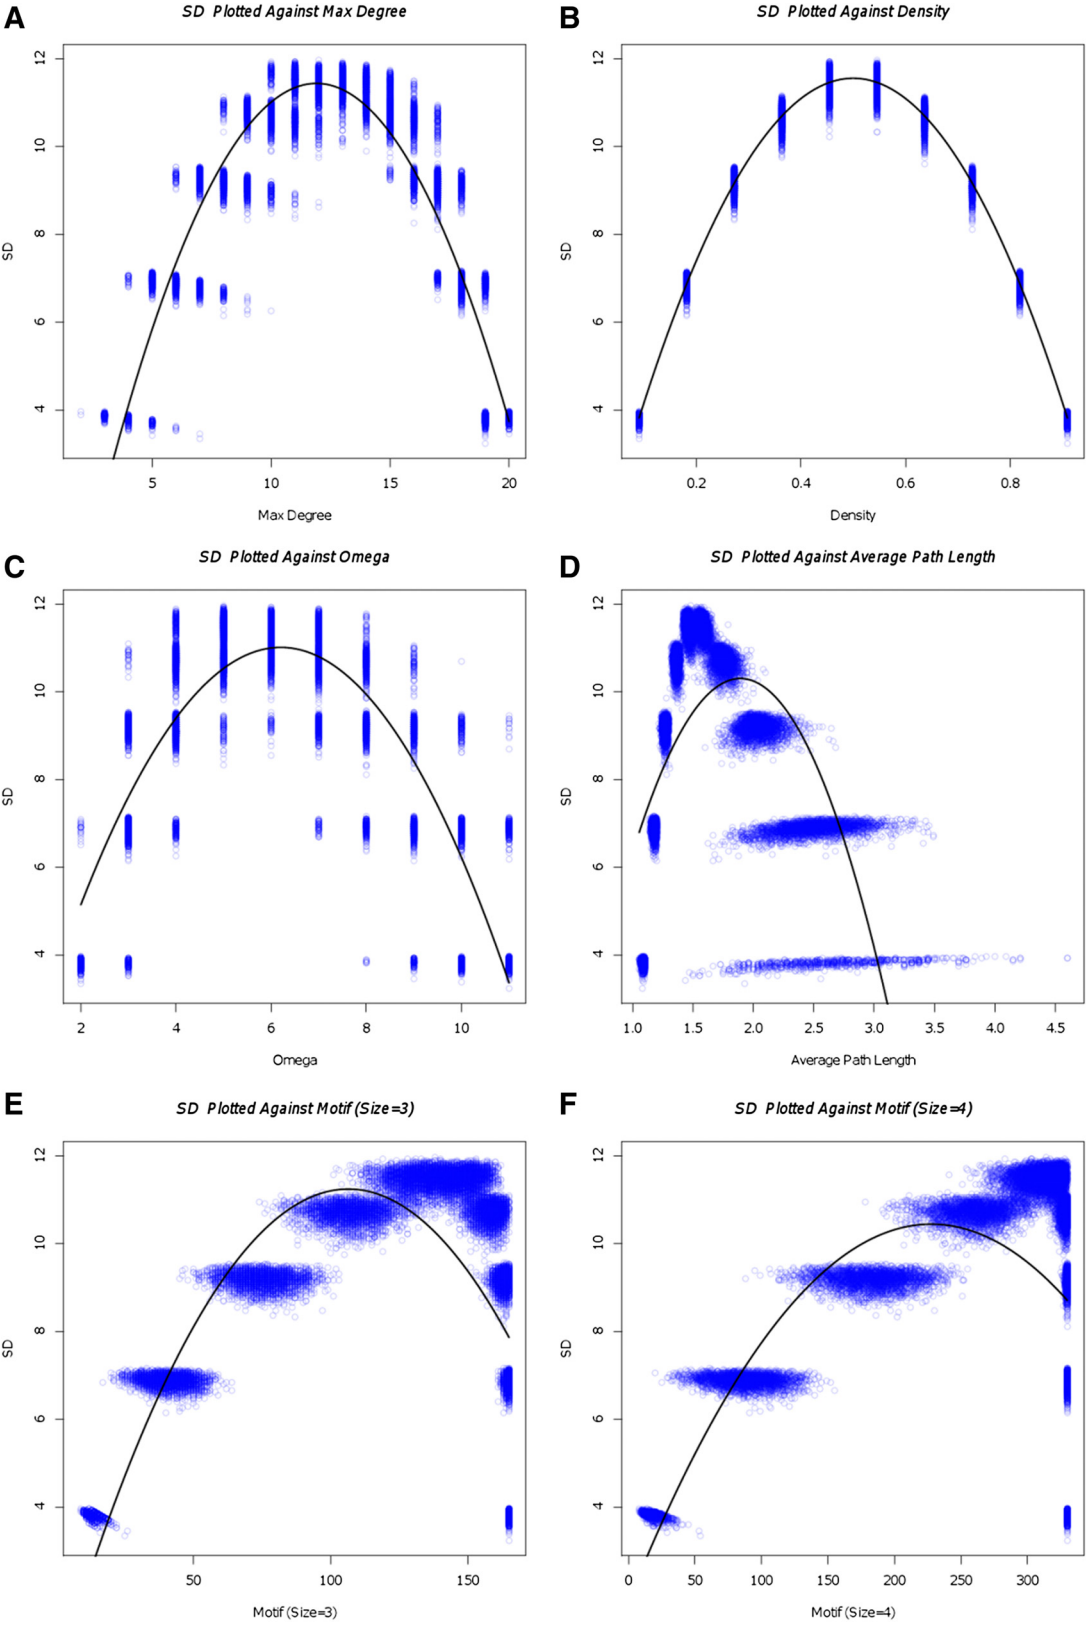 A
SD Plotted Against Max Degree
12
10
8
6
4
SD
5 10 15 20
Max Degree
B
SD Plotted Against Density
12
10
8
6
4
SD
0.2 0.4 0.6 0.8
Density
C
SD Plotted Against Omega
12
10
8
6
4
SD
2 4 6 8 10
Omega
D
SD Plotted Against Average Path Length
12
10
8
6
4
SD
1.0 1.5 2.0 2.5 3.0 3.5 4.0 4.5
Average Path Length
E
SD Plotted Against Motif (Size=3)
12
10
8
6
4
SD
50 100 150
Motif (Size=3)
F
SD Plotted Against Motif (Size=4)
12
10
8
6
4
SD
0 50 100 150 200 250 300
Motif (Size=4)